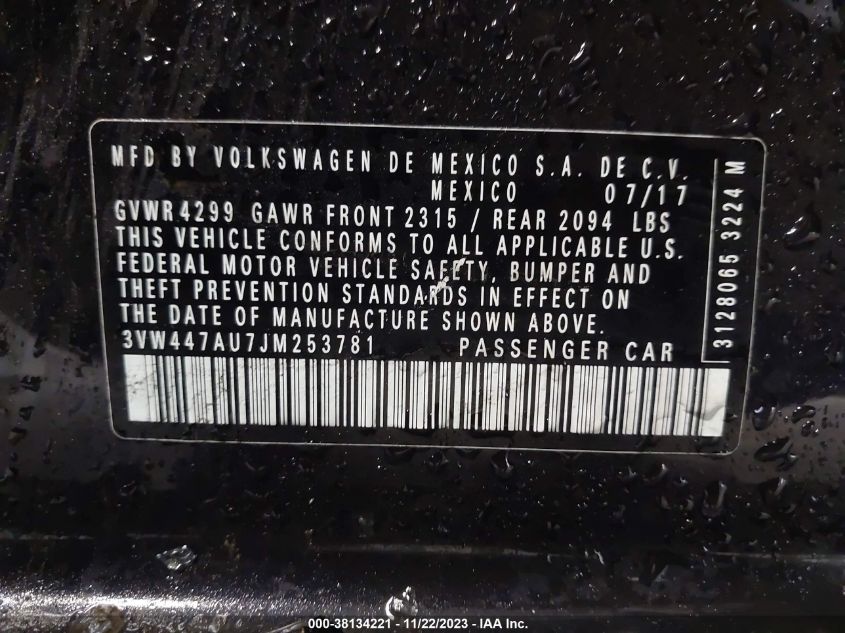 MFD BY VOLKSWAGEN DE MEXICO S.A. DE C.V.
MEXICO 07/17
GVWR 4299 GAWR FRONT 2315 / REAR 2094 LBS
THIS VEHICLE CONFORMS TO ALL APPLICABLE U.S.
FEDERAL MOTOR VEHICLE SAFETY, BUMPER AND
THEFT PREVENTION STANDARDS IN EFFECT ON
THE DATE OF MANUFACTURE SHOWN ABOVE.
3VW447AU7JM253781 PASSENGER CAR
3128065 3224 M
000-38134221 - 11/22/2023 - IAA Inc.